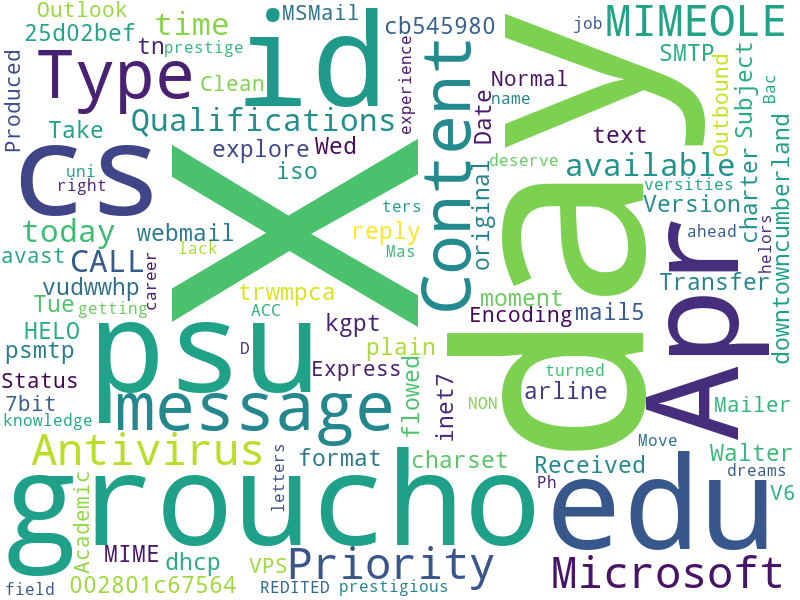 Outlook
25d02bef
time
id
MSMail
cb545980
job
MIMEOLE
SMTP
Produced
Type
tn
prestige
Clean
experience
Content
Normal
name
Date
day
Outbound
Subject
Bac
Take
Qualifications
explore
Wed
iso
text
cs
uni
right
X
deserve
available
versities
Version
charter
downtowncumberland
ters
original
today
webmail
lack
reply
Mas
ahead
helors
avast
CALL
career
vudwwhp
Tue
getting
trwmpca
ACC
moment
Encoding
mail5
Apr
Transfer
HELO
psmtp
psu
kgpt
plain
D
Express
Status
message
flowed
inet7
turned
arline
NON
Mailer
7bit
knowledge
Antivirus
letters
format
charset
Move
Received
Walter
dreams
Academic
groucho
Ph
edu
V6
MIME
dhcp
VPS
Priority
Microsoft
field
002801c67564
REDITED
prestigious